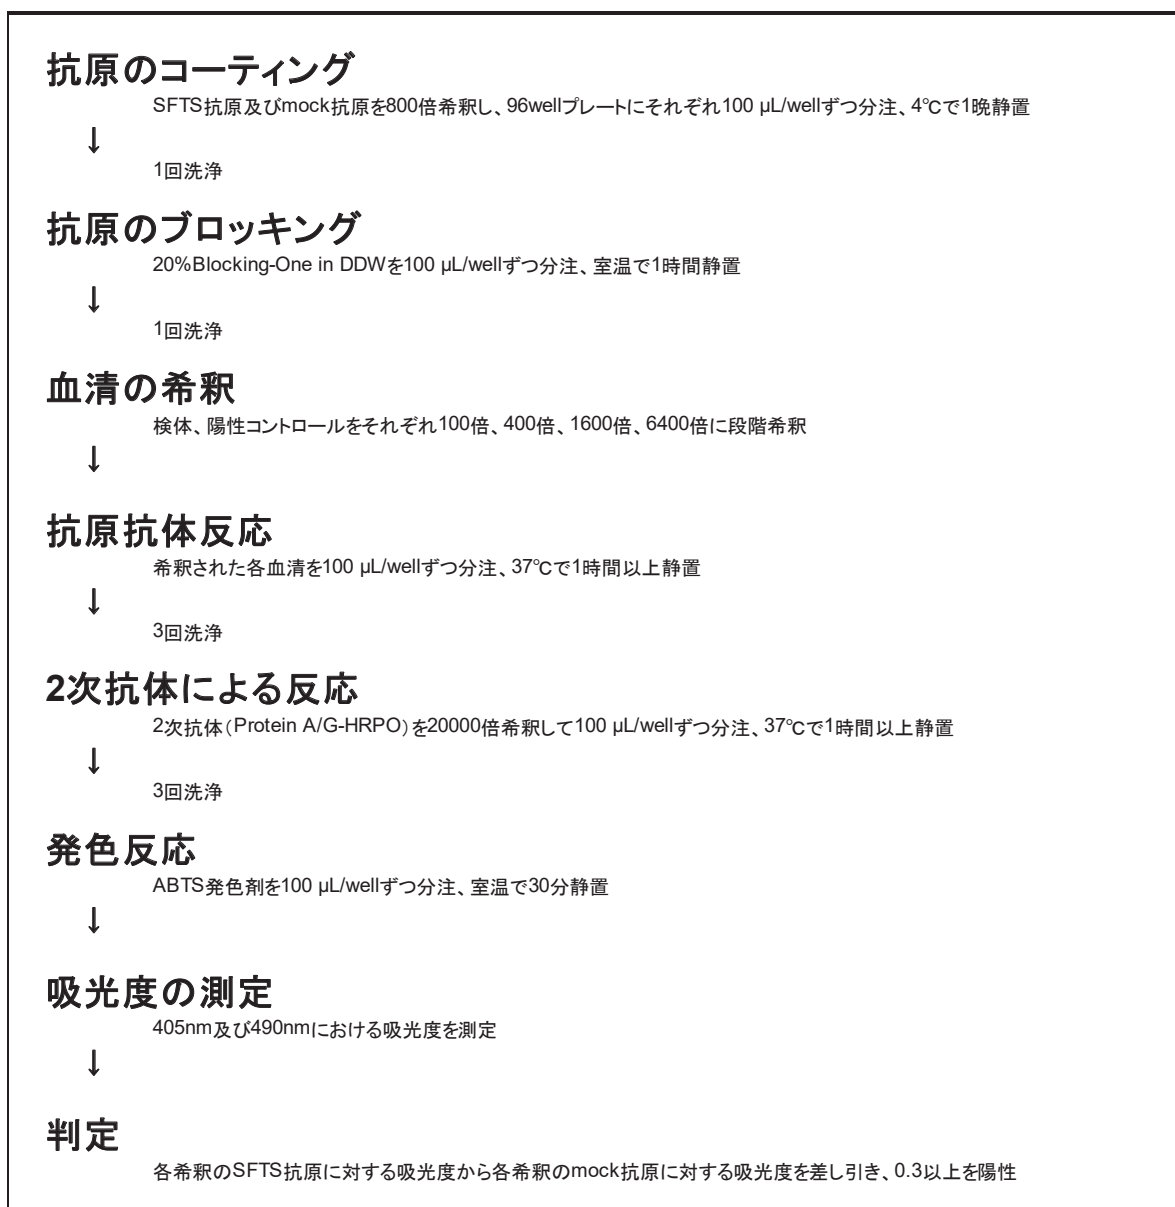 抗原のコーティング
SFTS抗原及びmock抗原を800倍希釈し、96wellプレートにそれぞれ100 µL/wellずつ分注、4℃で1晩静置
↓
1回洗浄
抗原のブロッキング
20%Blocking-One in DDWを100 µL/wellずつ分注、室温で1時間静置
↓
1回洗浄
血清の希釈
検体、陽性コントロールをそれぞれ100倍、400倍、1600倍、6400倍に段階希釈
↓
抗原抗体反応
希釈された各血清を100 µL/wellずつ分注、37℃で1時間以上静置
↓
3回洗浄
2次抗体による反応
2次抗体（Protein A/G-HRPO）を20000倍希釈して100 µL/wellずつ分注、37℃で1時間以上静置
↓
3回洗浄
発色反応
ABTS発色剤を100 µL/wellずつ分注、室温で30分静置
↓
吸光度の測定
405nm及び490nmにおける吸光度を測定
↓
判定
各希釈のSFTS抗原に対する吸光度から各希釈のmock抗原に対する吸光度を差し引き、0.3以上を陽性